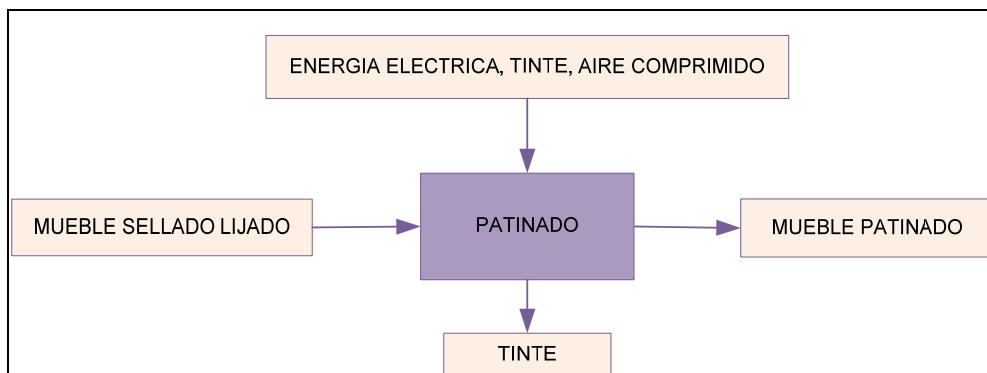 ENERGIA ELECTRICA, TINTE, AIRE COMPRIMIDO
MUEBLE SELLADO LIJADO
PATINADO
MUEBLE PATINADO
TINTE